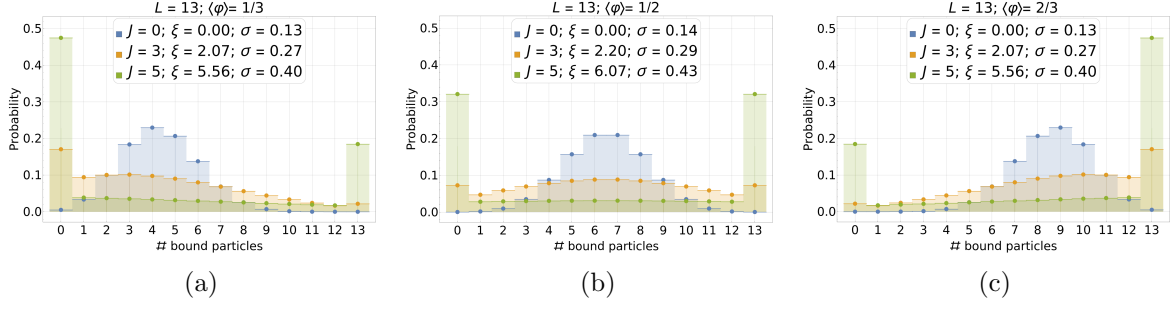 L = 13; ⟨φ⟩= 1/3
J = 0; ξ = 0.00; σ = 0.13
J = 3; ξ = 2.07; σ = 0.27
J = 5; ξ = 5.56; σ = 0.40
Probability
0.5
0.4
0.3
0.2
0.1
0.0
0 1 2 3 4 5 6 7 8 9 10 11 12 13
# bound particles
(a)
L = 13; ⟨φ⟩= 1/2
J = 0; ξ = 0.00; σ = 0.14
J = 3; ξ = 2.20; σ = 0.29
J = 5; ξ = 6.07; σ = 0.43
Probability
0.5
0.4
0.3
0.2
0.1
0.0
0 1 2 3 4 5 6 7 8 9 10 11 12 13
# bound particles
(b)
L = 13; ⟨φ⟩= 2/3
J = 0; ξ = 0.00; σ = 0.13
J = 3; ξ = 2.07; σ = 0.27
J = 5; ξ = 5.56; σ = 0.40
Probability
0.5
0.4
0.3
0.2
0.1
0.0
0 1 2 3 4 5 6 7 8 9 10 11 12 13
# bound particles
(c)